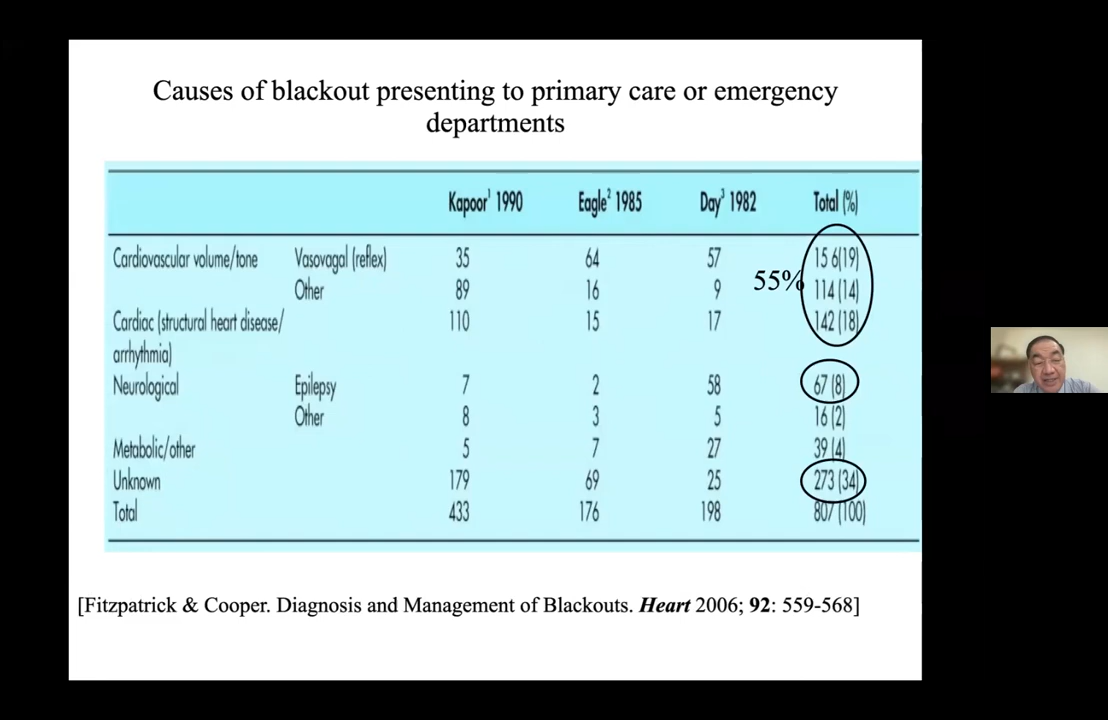 Causes of blackout presenting to primary care or emergency
departments
Kapoor¹ 1990 Eagle² 1985 Day³ 1982 Total (%)
Cardiovascular volume/tone Vasovagal (reflex) 35 64 57 15 6(19)
55%
Other 89 16 9 114 (14)
Cardiac (structural heart disease/ 110 15 17 142 (18)
arrhythmia)
Neurological Epilepsy 7 2 58 67 (8)
Other 8 3 5 16 (2)
Metabolic/other 5 7 27 39 (4)
Unknown 179 69 25 273 (34)
Total 433 176 198 807 (100)
[Fitzpatrick & Cooper. Diagnosis and Management of Blackouts. Heart 2006; 92: 559-568]